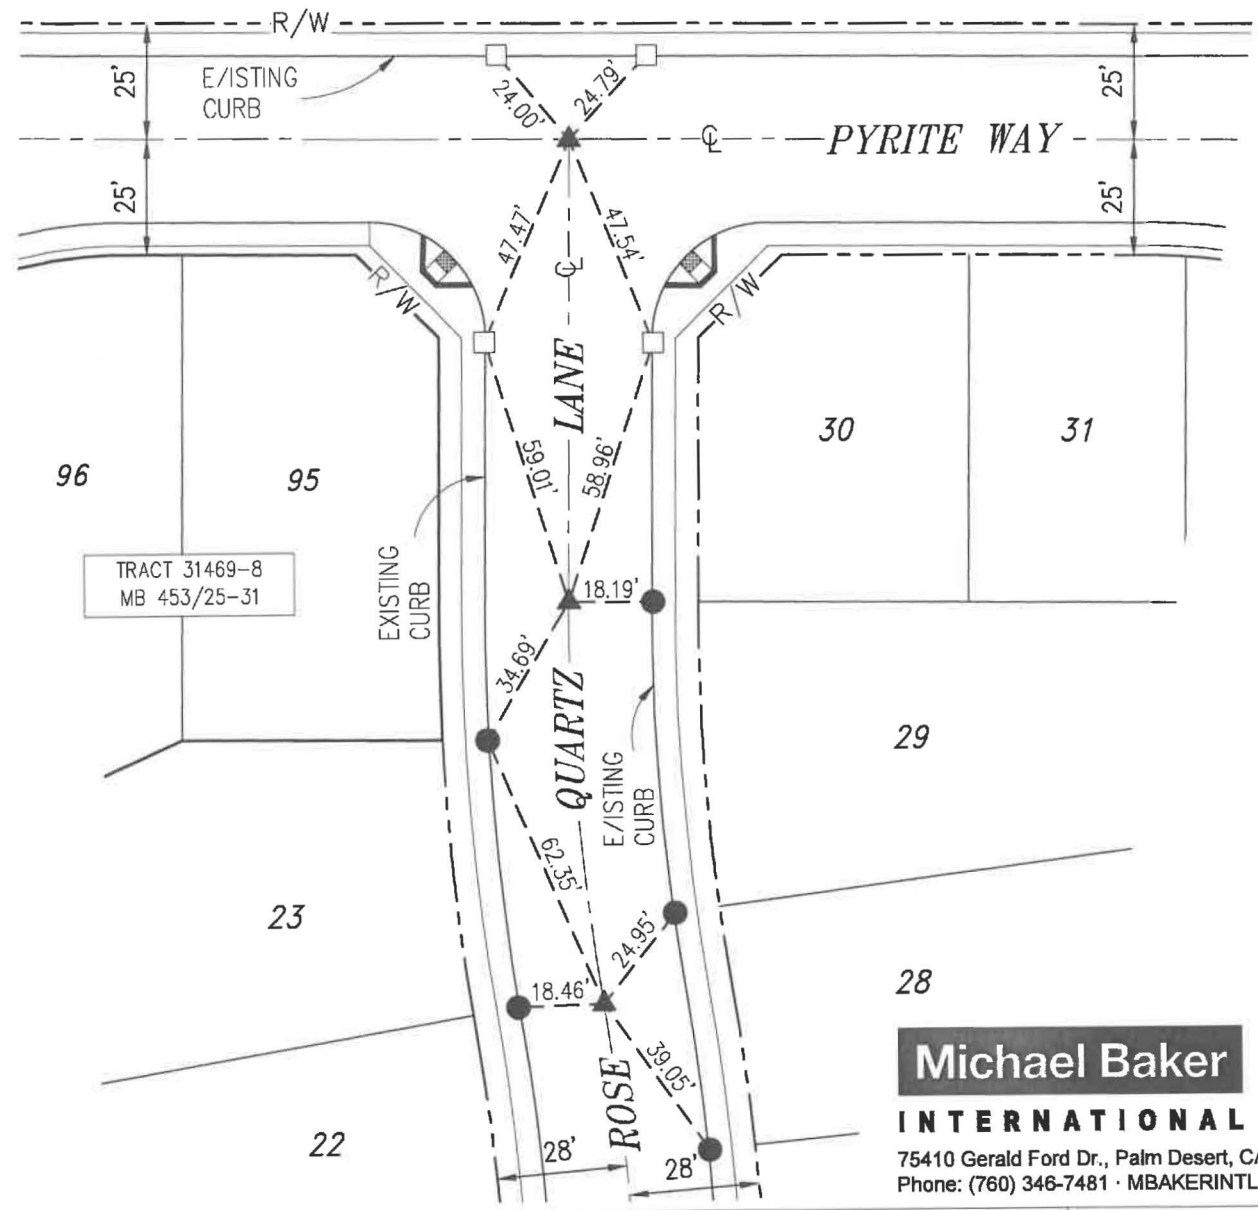 R/W
25'
E/ISTING
CURB
24.00'
24.79'
25'
℄
PYRITE WAY
25'
25'
47.47'
47.54'
℄
R/W
R/W
LANE
96
95
30
31
59.01'
58.96'
TRACT 31469-8
MB 453/25-31
EXISTING
CURB
18.19'
34.69'
QUARTZ
E/ISTING
CURB
29
62.35'
23
24.95'
18.46'
28
39.05'
ROSE
22
28'
28'
Michael Baker
INTERNATIONAL
75410 Gerald Ford Dr., Palm Desert, CA
Phone: (760) 346-7481 · MBAKERINTL